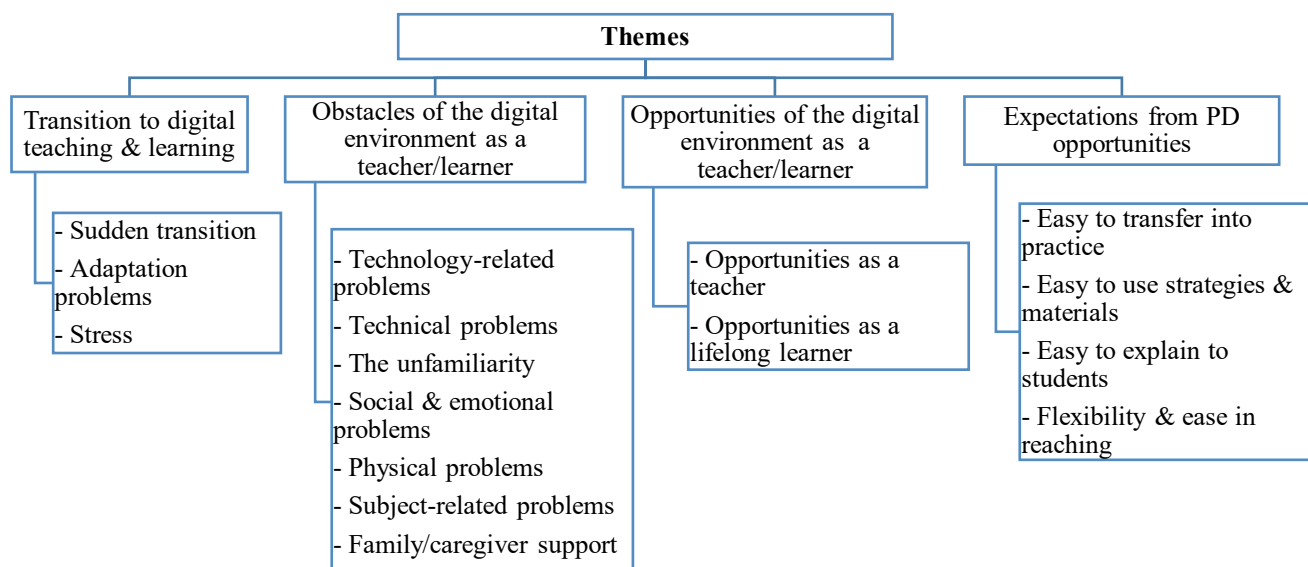 Themes
Transition to digital
teaching & learning
- Sudden transition
- Adaptation
problems
- Stress
Obstacles of the digital
environment as a
teacher/learner
- Technology-related
problems
- Technical problems
- The unfamiliarity
- Social & emotional
problems
- Physical problems
- Subject-related problems
- Family/caregiver support
Opportunities of the digital
environment as a
teacher/learner
- Opportunities as a
teacher
- Opportunities as a
lifelong learner
Expectations from PD
opportunities
- Easy to transfer into
practice
- Easy to use strategies &
materials
- Easy to explain to
students
- Flexibility & ease in
reaching